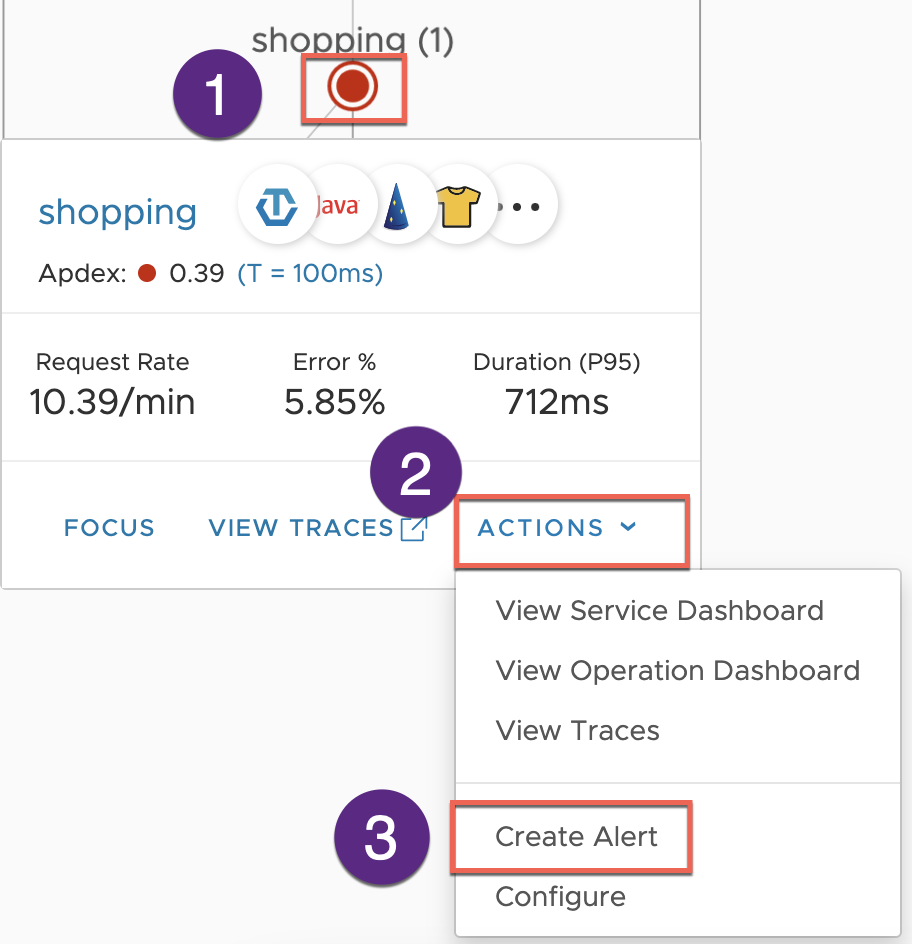 shopping (1)
1
shopping
Java
Apdex: 0.39 (T = 100ms)
Request Rate Error % Duration (P95)
10.39/min 5.85% 712ms
2
FOCUS VIEW TRACES ACTIONS
View Service Dashboard
View Operation Dashboard
View Traces
3
Create Alert
Configure